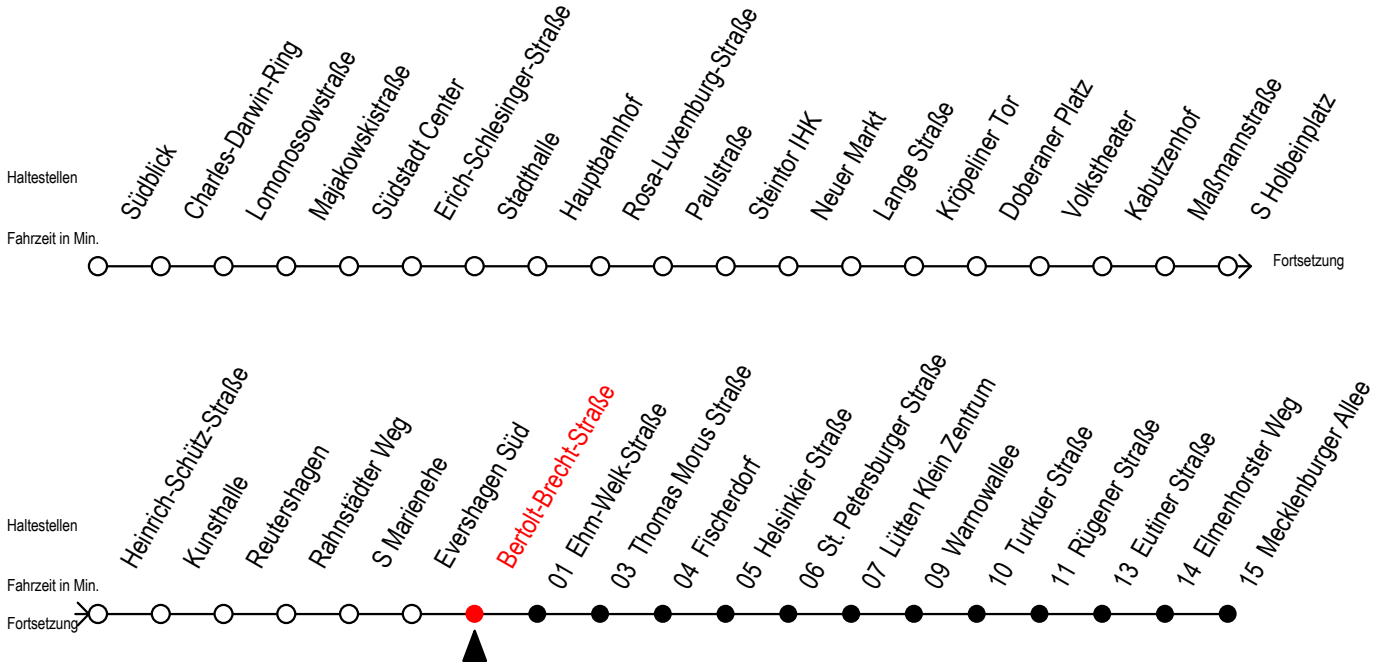 Haltestellen
Südblick
Charles-Darwin-Ring
Lomonossowstraße
Majakowskistraße
Südstadt Center
Erich-Schlesinger-Straße
Stadthalle
Hauptbahnhof
Rosa-Luxemburg-Straße
Paulstraße
Steintor IHK
Neuer Markt
Lange Straße
Kröpeliner Tor
Doberaner Platz
Volkstheater
Kabutzenhof
Maßmannstraße
S Holbeinplatz
Fahrzeit in Min.
Fortsetzung
Haltestellen
Heinrich-Schütz-Straße
Kunsthalle
Reutershagen
Rahnstädter Weg
S Marienehe
Evershagen Süd
Bertolt-Brecht-Straße
01 Ehm-Welk-Straße
03 Thomas Morus Straße
04 Fischerdorf
05 Helsinkier Straße
06 St. Petersburger Straße
07 Lütten Klein Zentrum
09 Warnowallee
10 Turkuer Straße
11 Rügener Straße
13 Eutiner Straße
14 Elmenhorster Weg
15 Mecklenburger Allee
Fahrzeit in Min.
Fortsetzung